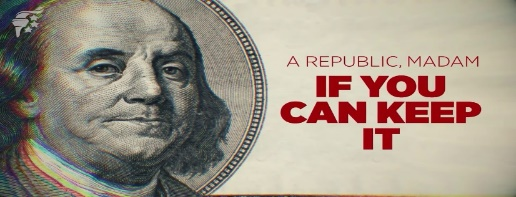 A REPUBLIC, MADAM
IF YOU
CAN KEEP
IT